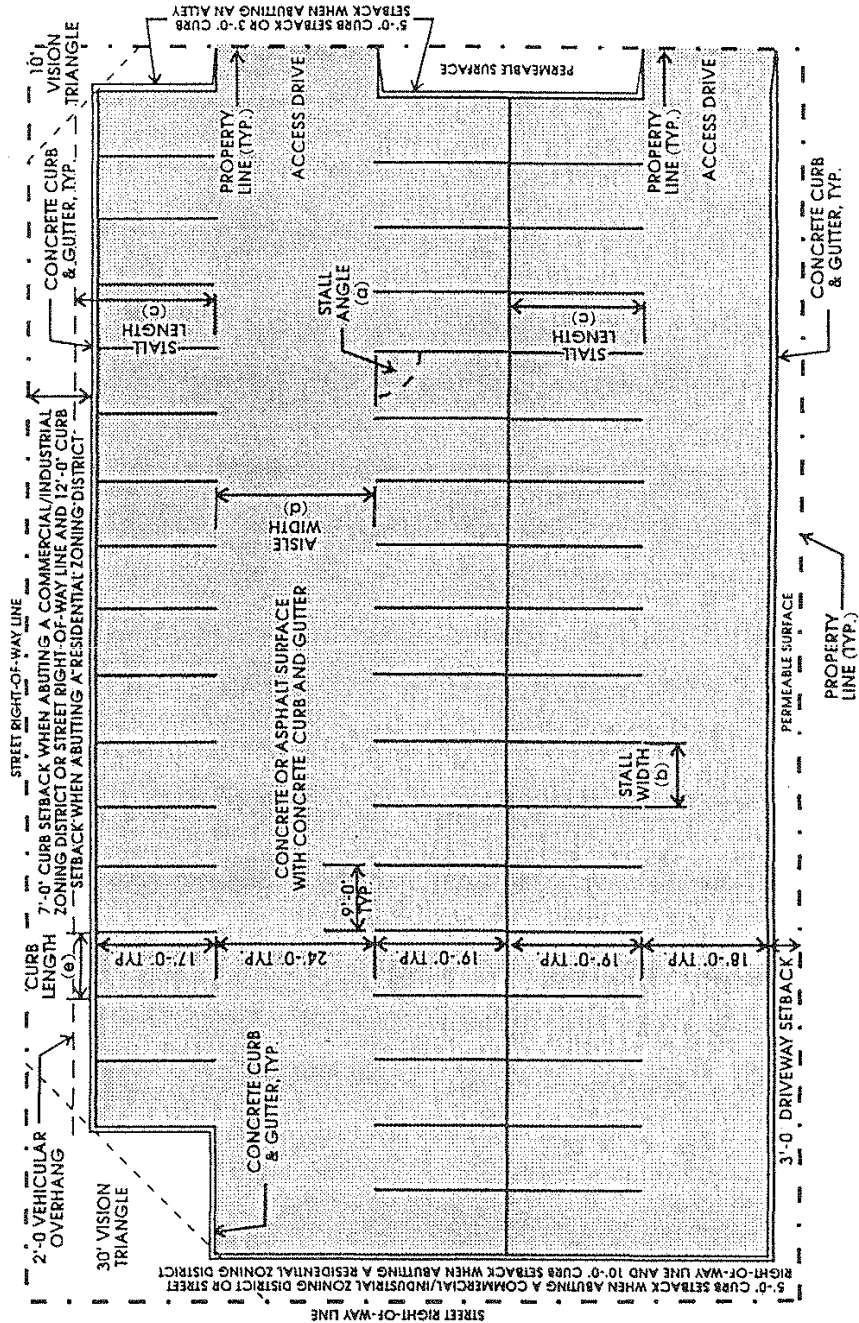 STREET RIGHT-OF-WAY LINE
7'-0" CURB SETBACK WHEN ABUTING A COMMERCIAL/INDUSTRIAL
ZONING DISTRICT OR STREET RIGHT-OF-WAY LINE AND 12'-0" CURB
SETBACK WHEN ABUTTING A RESIDENTIAL ZONING DISTRICT
2'-0 VEHICULAR
OVERHANG
30' VISION
TRIANGLE
CURB
LENGTH
(e)
CONCRETE CURB
& GUTTER, TYP.
10'
VISION
TRIANGLE
5'-0" CURB SETBACK OR 3'-0" CURB
SETBACK WHEN ABUTTING AN ALLEY
STALL
LENGTH
(c)
PROPERTY
LINE (TYP.)
ACCESS DRIVE
CONCRETE CURB
& GUTTER, TYP.
17'-0" TYP.
24'-0" TYP.
19'-0" TYP.
19'-0" TYP.
18'-0" TYP.
9'-0"
TYP.
CONCRETE OR ASPHALT SURFACE
WITH CONCRETE CURB AND GUTTER
AISLE
WIDTH
(d)
STALL
ANGLE
(a)
STALL
WIDTH
(b)
STALL
LENGTH
(c)
PERMEABLE SURFACE
PROPERTY
LINE (TYP.)
ACCESS DRIVE
STREET RIGHT-OF-WAY LINE
5'-0" CURB SETBACK WHEN ABUTING A COMMERCIAL/INDUSTRIAL ZONING DISTRICT OR STREET
RIGHT-OF-WAY LINE AND 10'-0" CURB SETBACK WHEN ABUTTING A RESIDENTIAL ZONING DISTRICT
3'-0 DRIVEWAY SETBACK
PERMEABLE SURFACE
PROPERTY
LINE (TYP.)
CONCRETE CURB
& GUTTER, TYP.